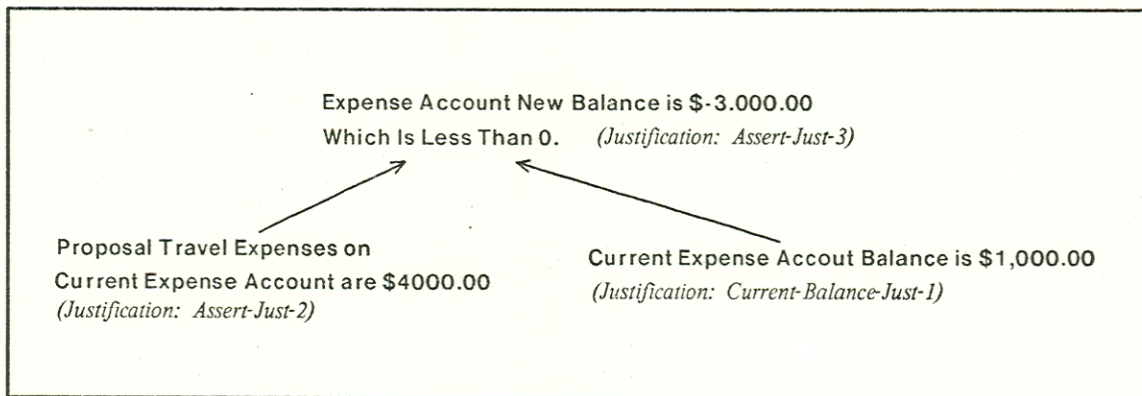 Expense Account New Balance is $-3.000.00
Which Is Less Than 0. (Justification: Assert-Just-3)
Proposal Travel Expenses on
Current Expense Account are $4000.00
(Justification: Assert-Just-2)
Current Expense Accout Balance is $1,000.00
(Justification: Current-Balance-Just-1)